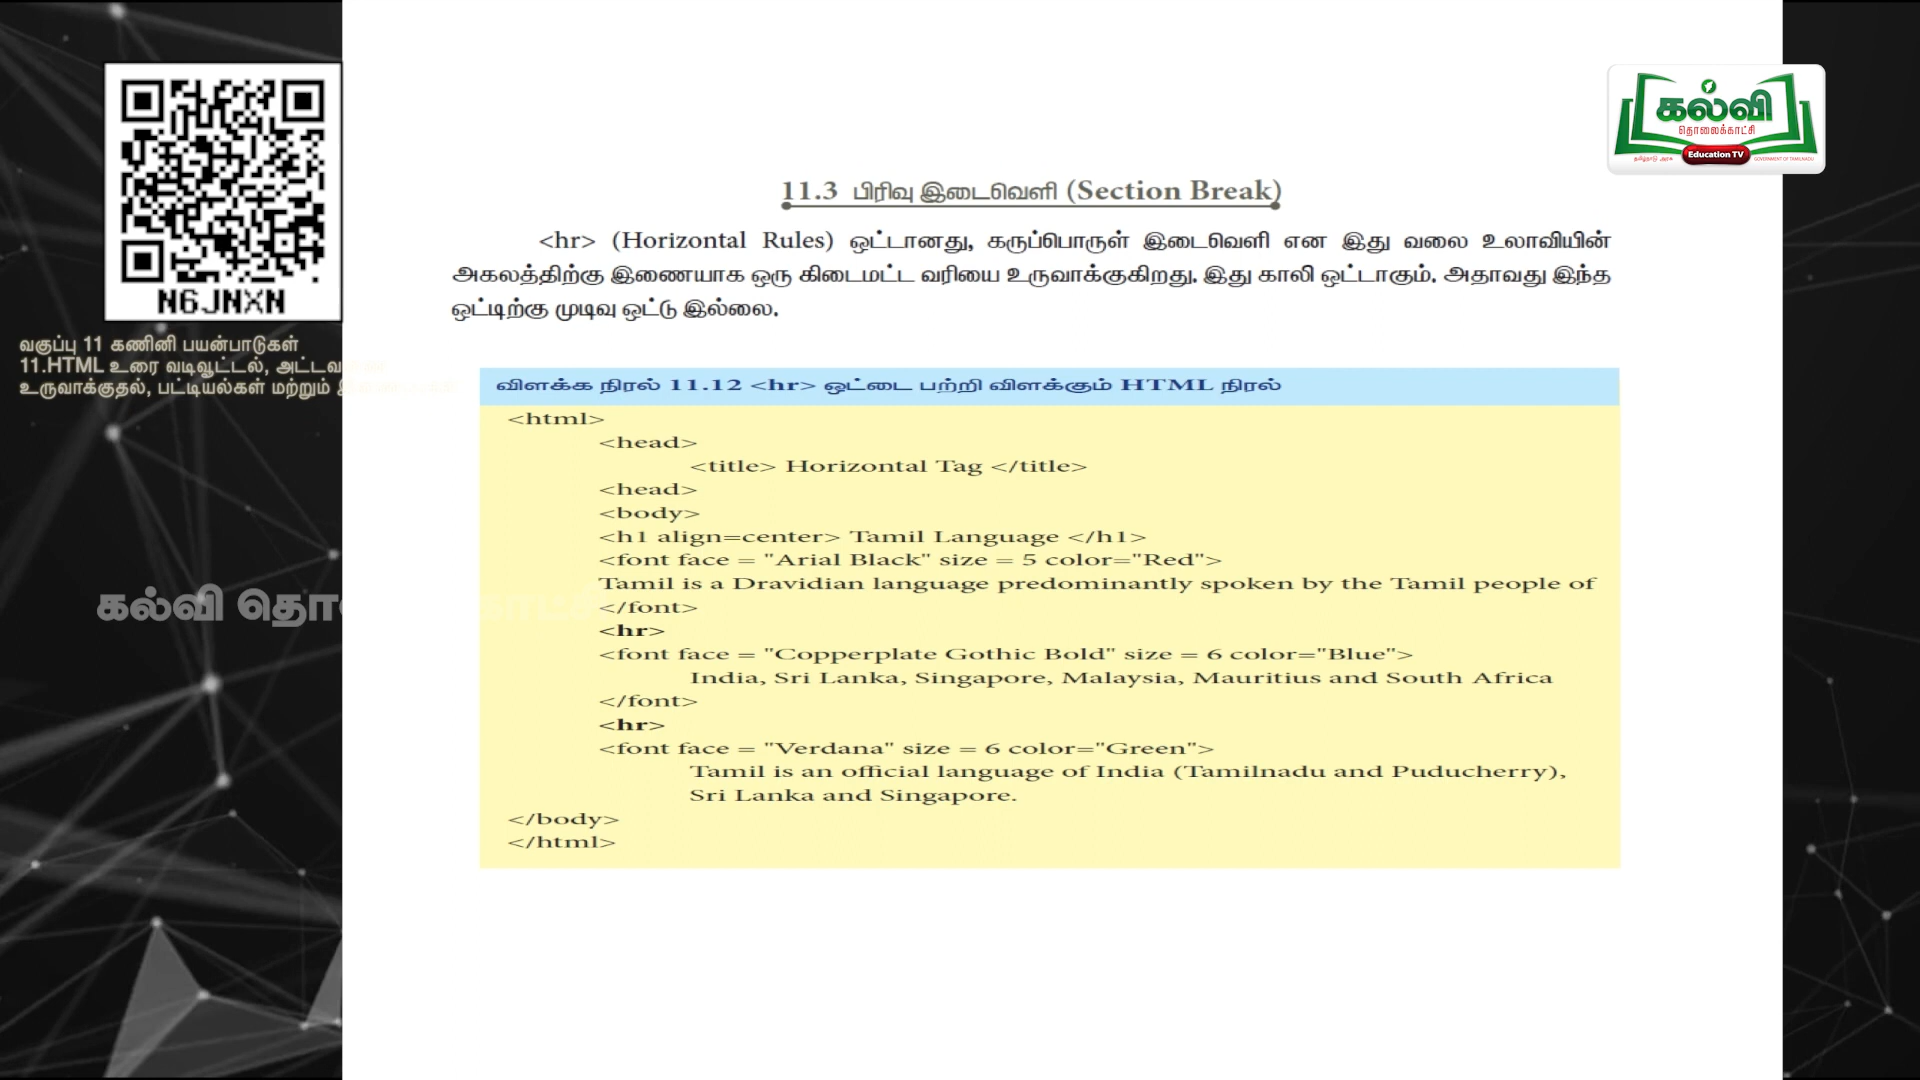 கல்வி
தொலைக்காட்சி
Education TV
தமிழ்நாடு அரசு
GOVERNMENT OF TAMILNADU
N6JNXN
வகுப்பு 11 கணினி பயன்பாடுகள்
11.HTML உரை வடிவூட்டல், அட்டவணை
உருவாக்குதல், பட்டியல்கள் மற்றும்
கல்வி தொலைக்காட்சி
11.3 பிரிவு இடைவெளி (Section Break)
<hr> (Horizontal Rules) ஒட்டானது, கருப்பொருள் இடைவெளி என இது வலை உலாவியின்
அகலத்திற்கு இணையாக ஒரு கிடைமட்ட வரியை உருவாக்குகிறது. இது காலி ஒட்டாகும். அதாவது இந்த
ஒட்டிற்கு முடிவு ஒட்டு இல்லை.
விளக்க நிரல் 11.12 <hr> ஒட்டை பற்றி விளக்கும் HTML நிரல்
<html>
<head>
<title> Horizontal Tag </title>
<head>
<body>
<h1 align=center> Tamil Language </h1>
<font face = "Arial Black" size = 5 color="Red">
Tamil is a Dravidian language predominantly spoken by the Tamil people of
</font>
<hr>
<font face = "Copperplate Gothic Bold" size = 6 color="Blue">
India, Sri Lanka, Singapore, Malaysia, Mauritius and South Africa
</font>
<hr>
<font face = "Verdana" size = 6 color="Green">
Tamil is an official language of India (Tamilnadu and Puducherry),
Sri Lanka and Singapore.
</body>
</html>